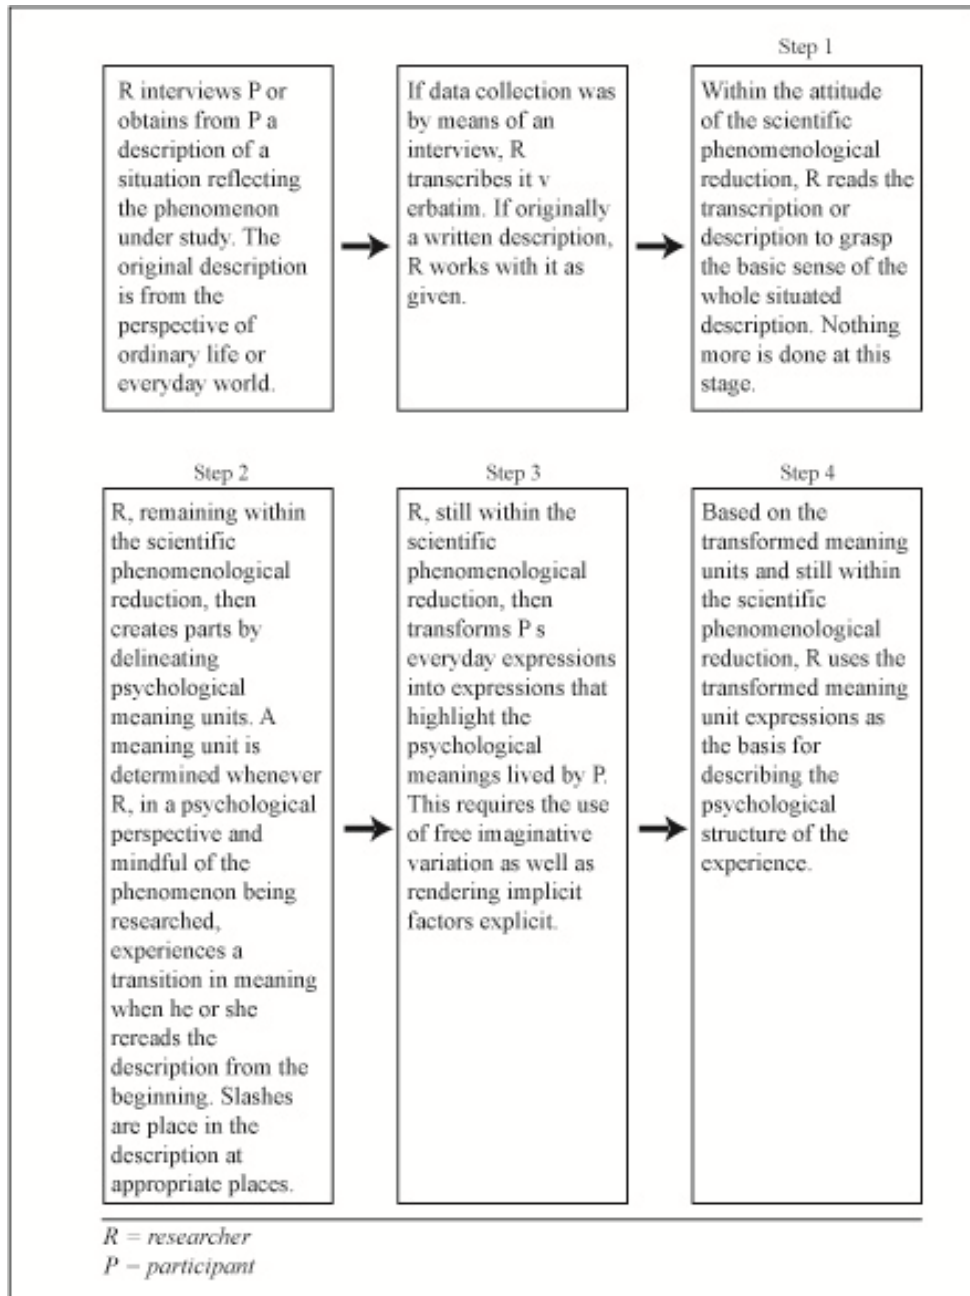 Step 1
R interviews P or
obtains from P a
description of a
situation reflecting
the phenomenon
under study. The
original description
is from the
perspective of
ordinary life or
everyday world.
If data collection was
by means of an
interview, R
transcribes it v
erbatim. If originally
a written description,
R works with it as
given.
Within the attitude
of the scientific
phenomenological
reduction, R reads the
transcription or
description to grasp
the basic sense of the
whole situated
description. Nothing
more is done at this
stage.
Step 2
R, remaining within
the scientific
phenomenological
reduction, then
creates parts by
delineating
psychological
meaning units. A
meaning unit is
determined whenever
R, in a psychological
perspective and
mindful of the
phenomenon being
researched,
experiences a
transition in meaning
when he or she
rereads the
description from the
beginning. Slashes
are place in the
description at
appropriate places.
Step 3
R, still within the
scientific
phenomenological
reduction, then
transforms P s
everyday expressions
into expressions that
highlight the
psychological
meanings lived by P.
This requires the use
of free imaginative
variation as well as
rendering implicit
factors explicit.
Step 4
Based on the
transformed meaning
units and still within
the scientific
phenomenological
reduction, R uses the
transformed meaning
unit expressions as
the basis for
describing the
psychological
structure of the
experience.
R = researcher
P = participant